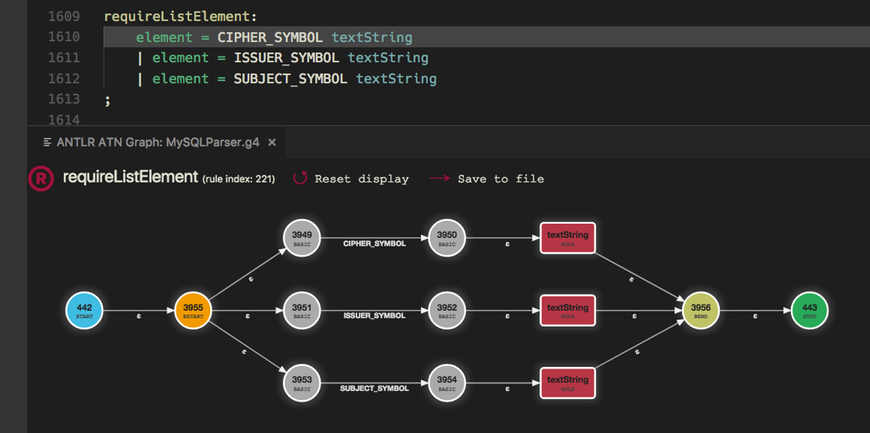 1609 requireListElement:
1610 element = CIPHER_SYMBOL textString
1611 | element = ISSUER_SYMBOL textString
1612 | element = SUBJECT_SYMBOL textString
1613 ;
1614
ANTLR ATN Graph: MySQLParser.g4 ×
R requireListElement (rule index: 221) Reset display Save to file
3949 BASIC CIPHER_SYMBOL 3950 BASIC ε textString RULE
ε ε
442 START ε 3955 BSTART ε 3951 BASIC ISSUER_SYMBOL 3952 BASIC ε textString RULE ε 3956 BEND ε 443 STOP
ε ε
3953 BASIC SUBJECT_SYMBOL 3954 BASIC ε textString RULE